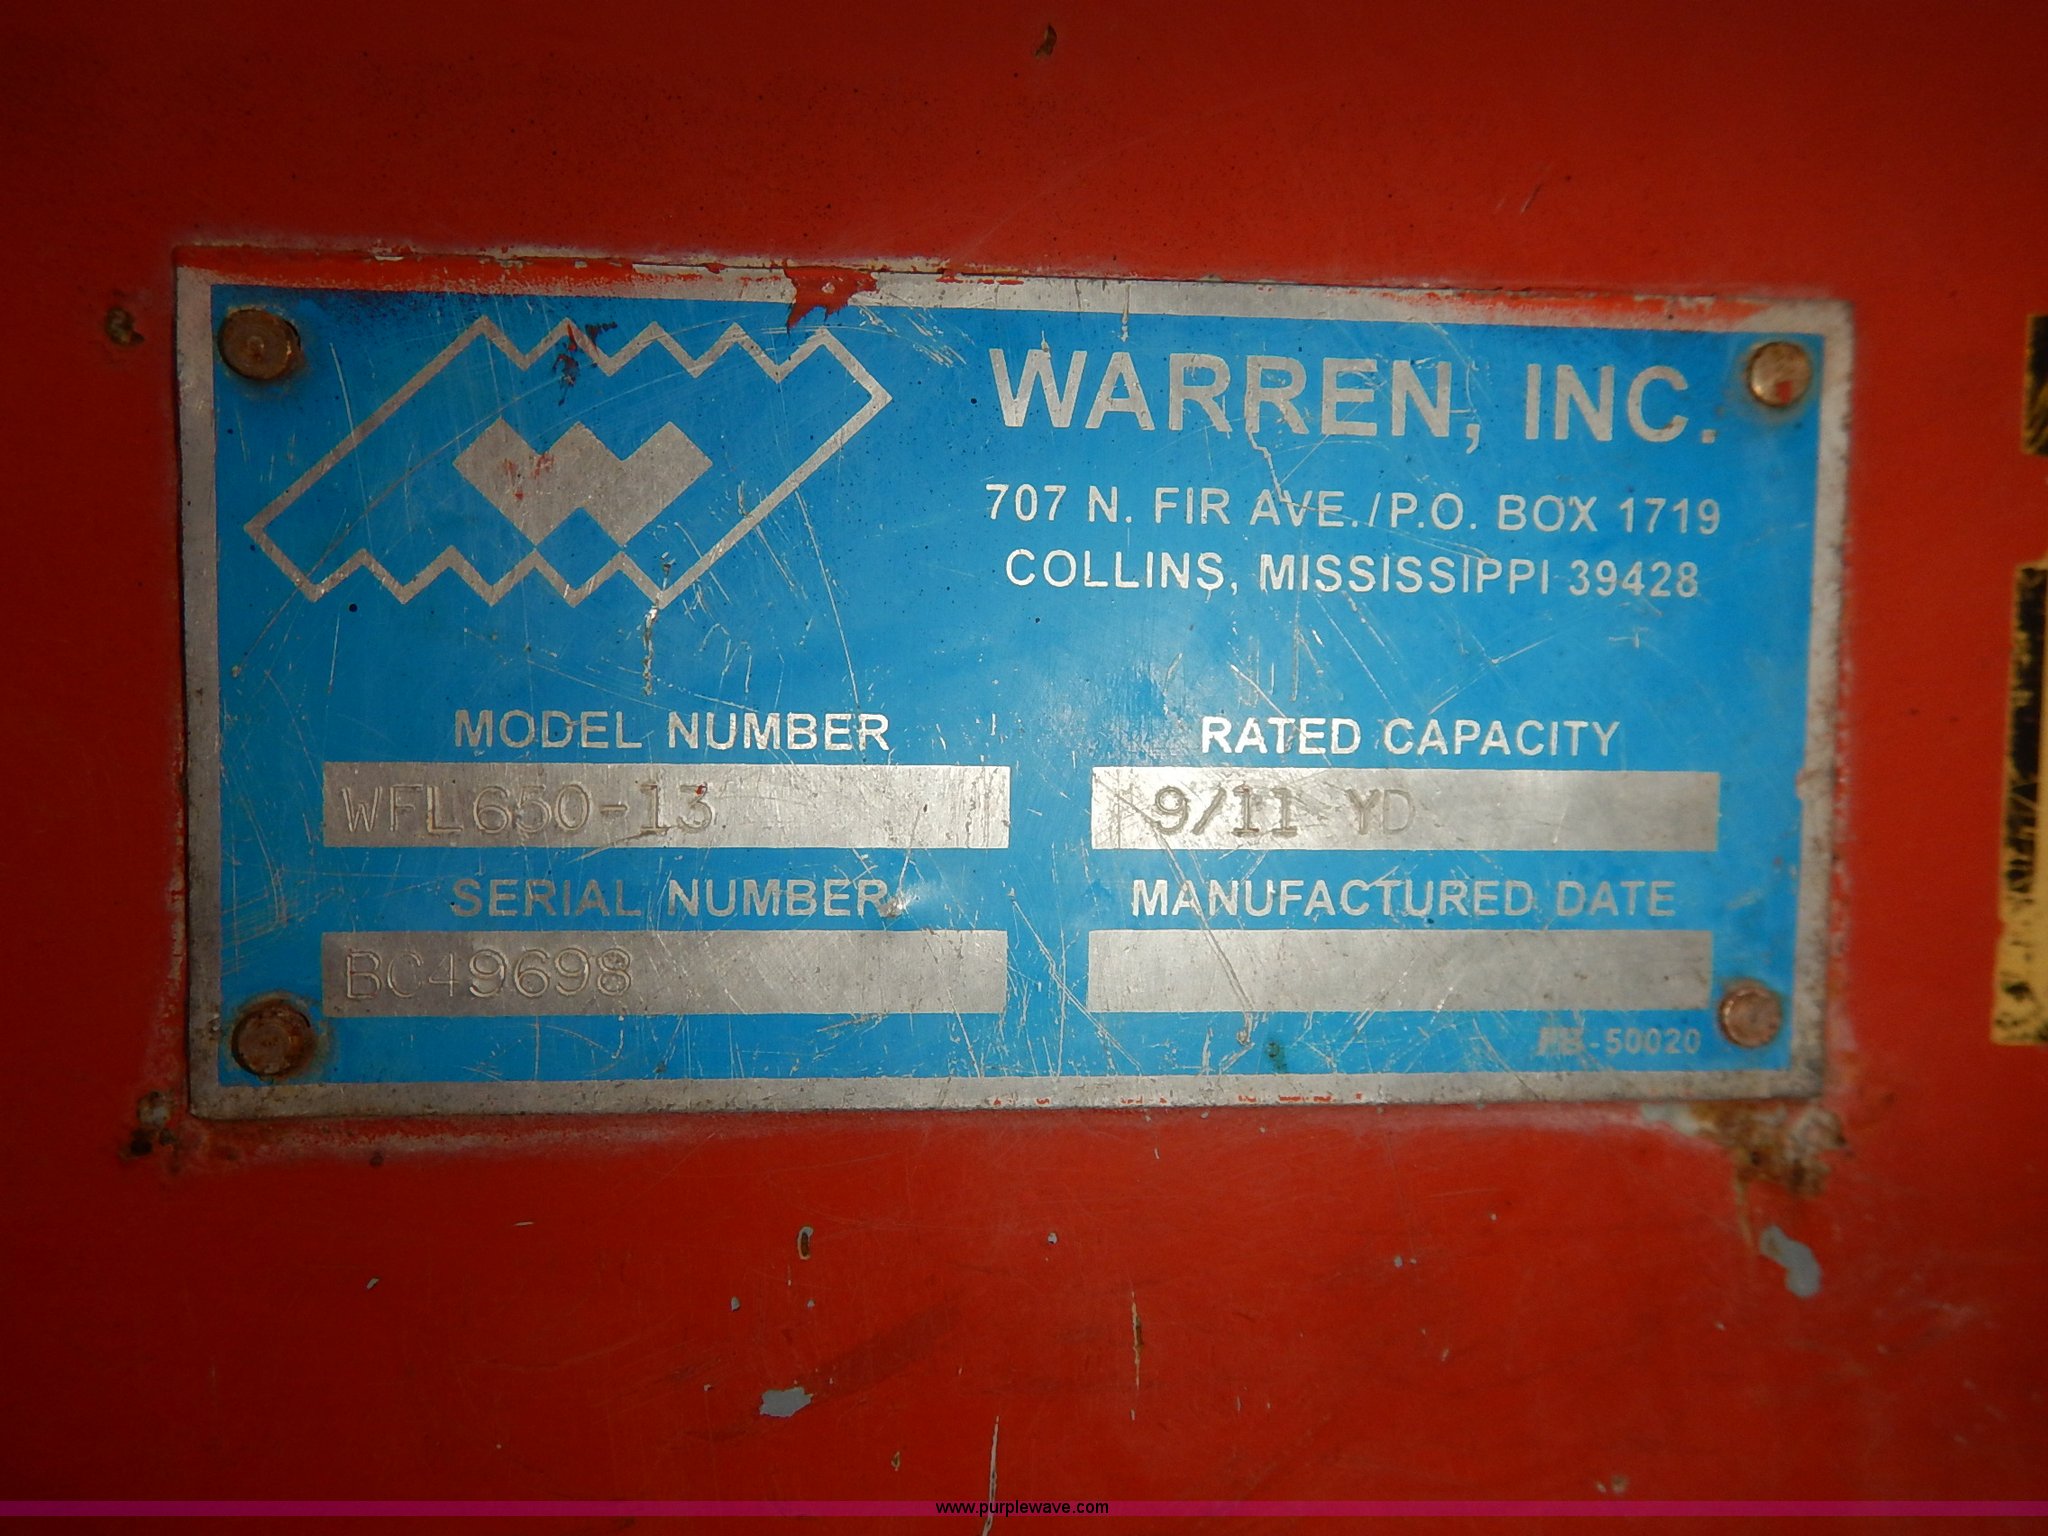 WARREN, INC.
707 N. FIR AVE./P.O. BOX 1719
COLLINS, MISSISSIPPI 39428
MODEL NUMBER
WFL650-13
RATED CAPACITY
9/11 YD
SERIAL NUMBER
BC49698
MANUFACTURED DATE
-50020
www.purplewave.com